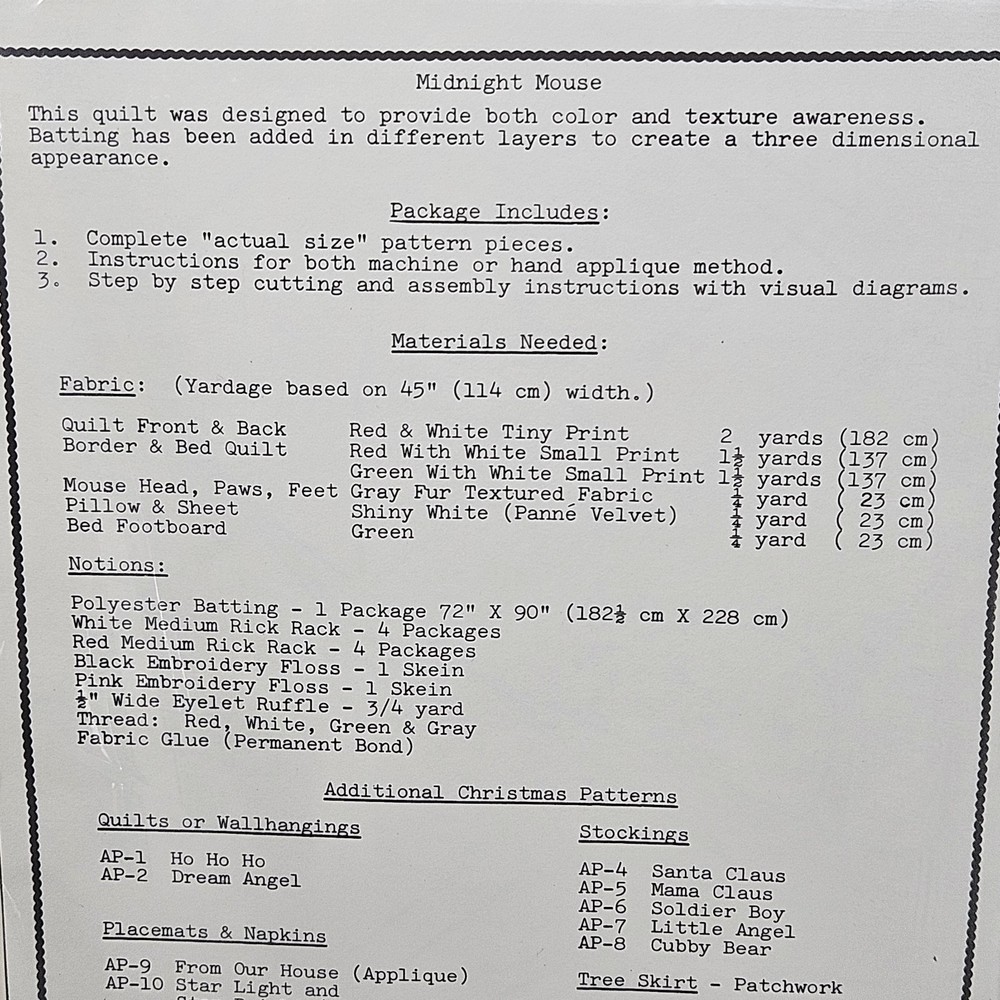 Midnight Mouse
This quilt was designed to provide both color and texture awareness.
Batting has been added in different layers to create a three dimensional
appearance.
Package Includes:
1. Complete "actual size" pattern pieces.
2. Instructions for both machine or hand applique method.
3. Step by step cutting and assembly instructions with visual diagrams.
Materials Needed:
Fabric: (Yardage based on 45" (114 cm) width.)
Quilt Front & Back Red & White Tiny Print 2 yards (182 cm)
Border & Bed Quilt Red With White Small Print 1½ yards (137 cm)
Green With White Small Print 1½ yards (137 cm)
Mouse Head, Paws, Feet Gray Fur Textured Fabric ¼ yard ( 23 cm)
Pillow & Sheet Shiny White (Panné Velvet) ¼ yard ( 23 cm)
Bed Footboard Green ¼ yard ( 23 cm)
Notions:
Polyester Batting - 1 Package 72" X 90" (182½ cm X 228 cm)
White Medium Rick Rack - 4 Packages
Red Medium Rick Rack - 4 Packages
Black Embroidery Floss - 1 Skein
Pink Embroidery Floss - 1 Skein
½" Wide Eyelet Ruffle - 3/4 yard
Thread: Red, White, Green & Gray
Fabric Glue (Permanent Bond)
Additional Christmas Patterns
Quilts or Wallhangings
AP-1 Ho Ho Ho
AP-2 Dream Angel
Placemats & Napkins
AP-9 From Our House (Applique)
AP-10 Star Light and
Stockings
AP-4 Santa Claus
AP-5 Mama Claus
AP-6 Soldier Boy
AP-7 Little Angel
AP-8 Cubby Bear
Tree Skirt - Patchwork